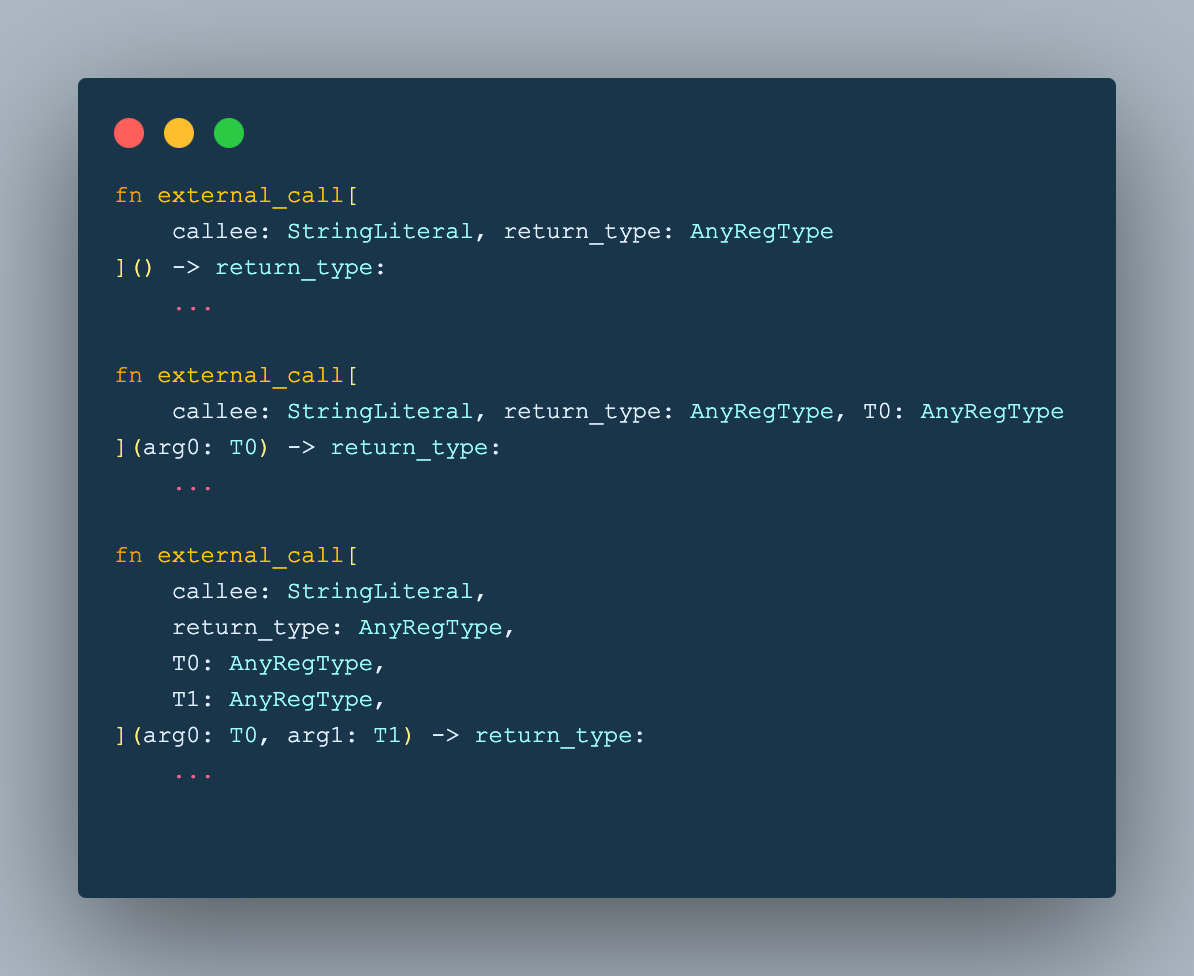 fn external_call[
    callee: StringLiteral, return_type: AnyRegType
]() -> return_type:
    ...

fn external_call[
    callee: StringLiteral, return_type: AnyRegType, T0: AnyRegType
](arg0: T0) -> return_type:
    ...

fn external_call[
    callee: StringLiteral,
    return_type: AnyRegType,
    T0: AnyRegType,
    T1: AnyRegType,
](arg0: T0, arg1: T1) -> return_type:
    ...